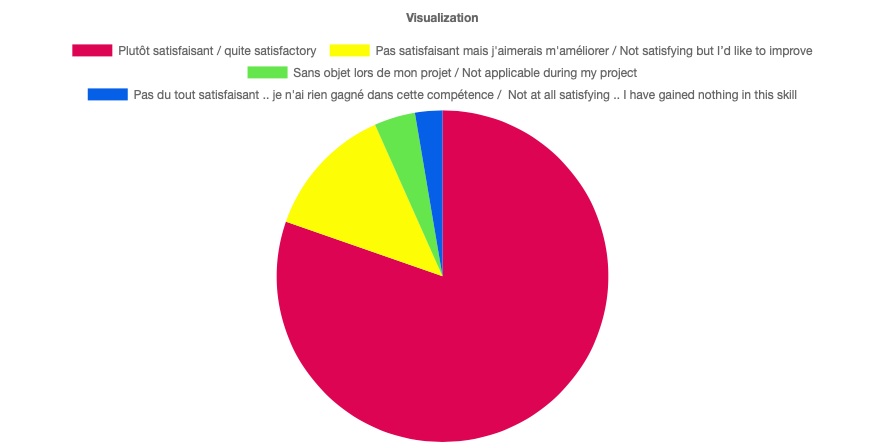 Visualization
Plutôt satisfaisant / quite satisfactory Pas satisfaisant mais j'aimerais m'améliorer / Not satisfying but I'd like to improve
Sans objet lors de mon projet / Not applicable during my project
Pas du tout satisfaisant .. je n'ai rien gagné dans cette compétence / Not at all satisfying .. I have gained nothing in this skill